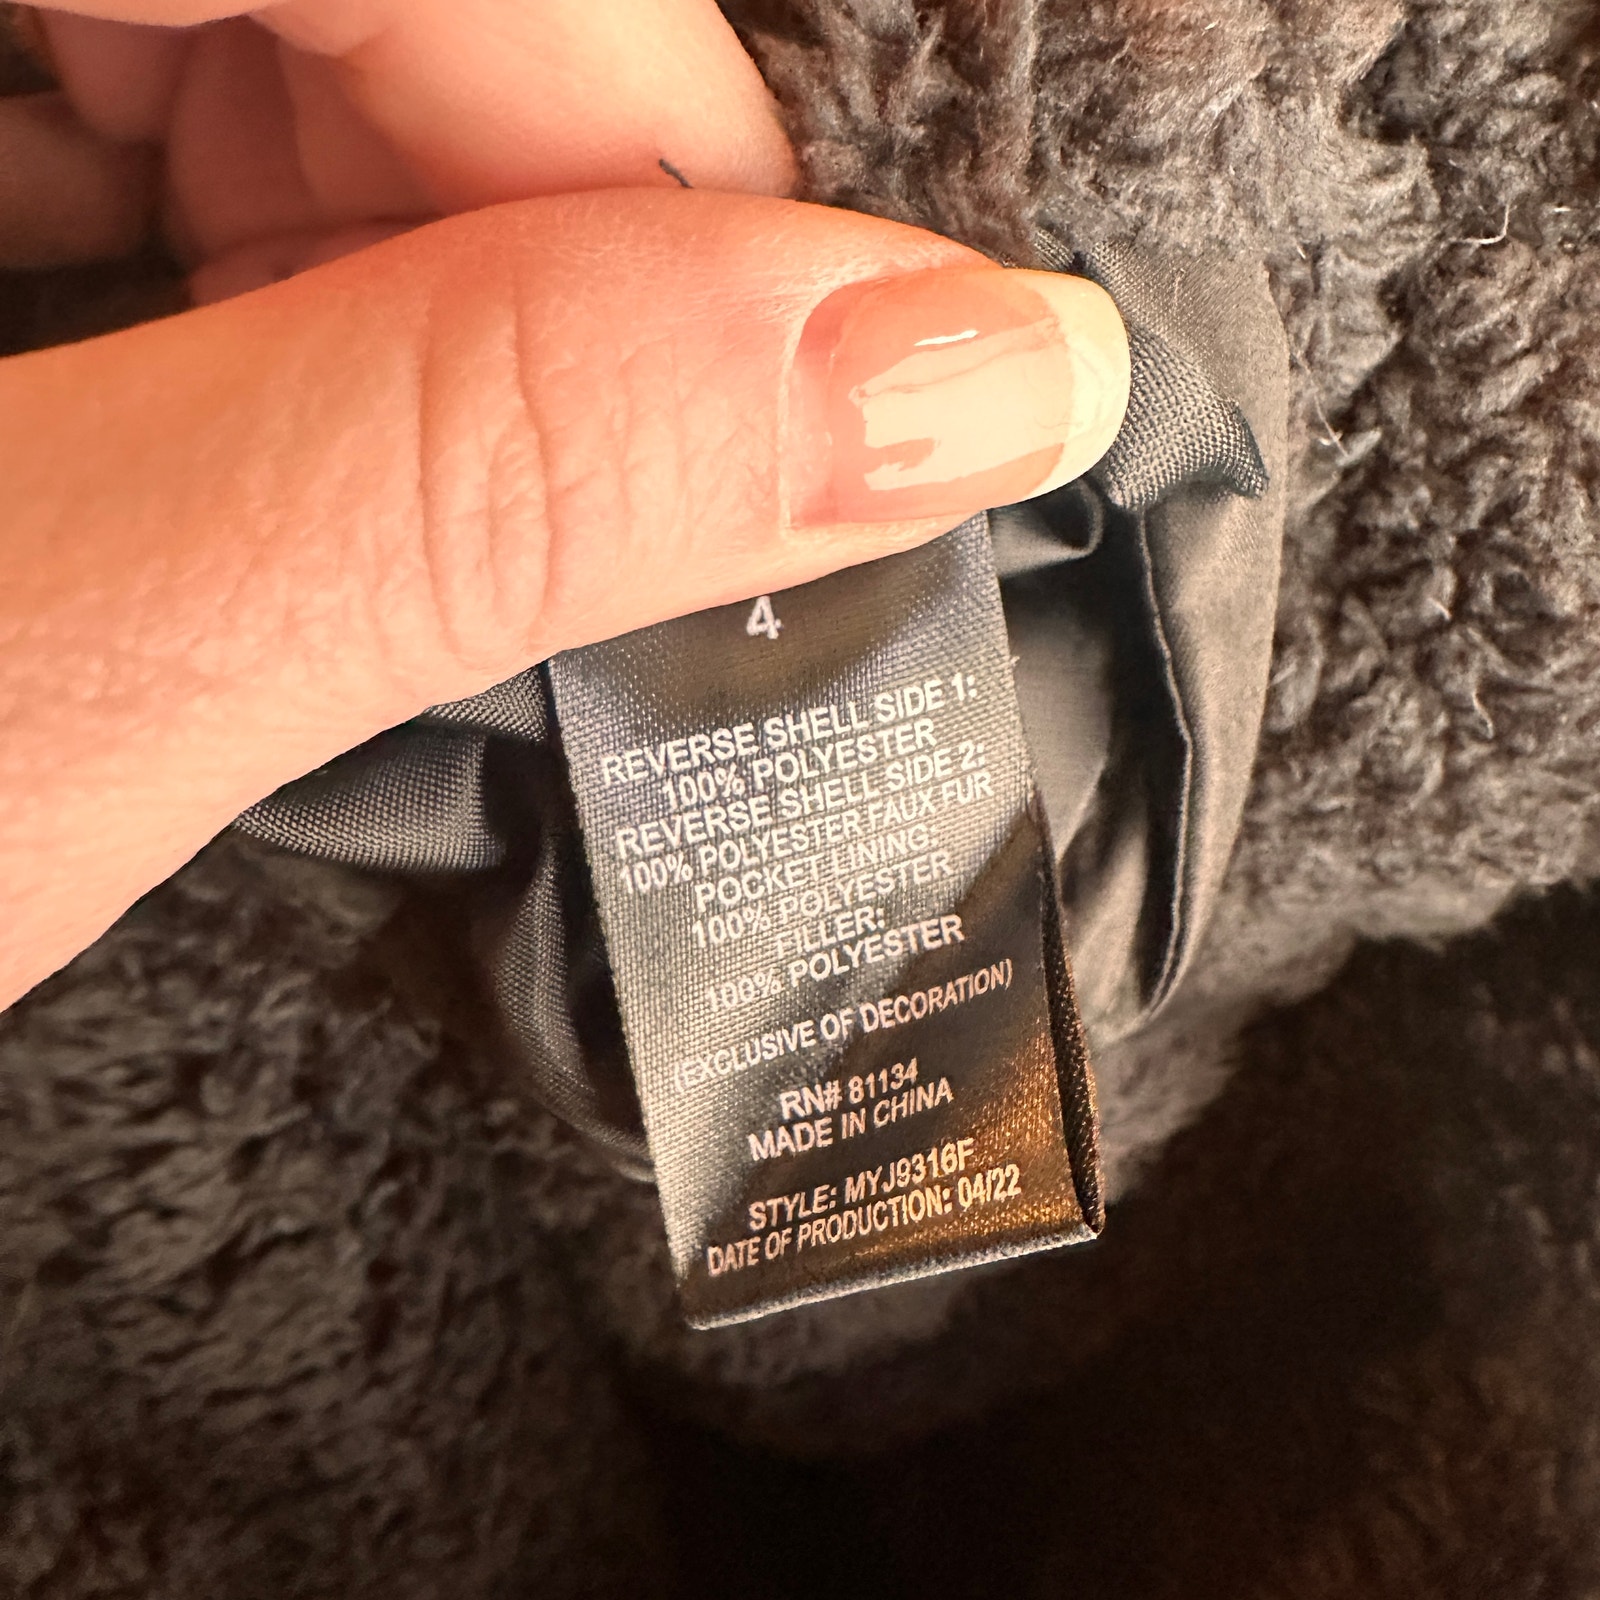 4
REVERSE SHELL SIDE 1:
100% POLYESTER
REVERSE SHELL SIDE 2:
100% POLYESTER FAUX FUR
POCKET LINING:
100% POLYESTER
FILLER:
100% POLYESTER
(EXCLUSIVE OF DECORATION)
RN# 81134
MADE IN CHINA
STYLE: MYJ9316F
DATE OF PRODUCTION: 04/22